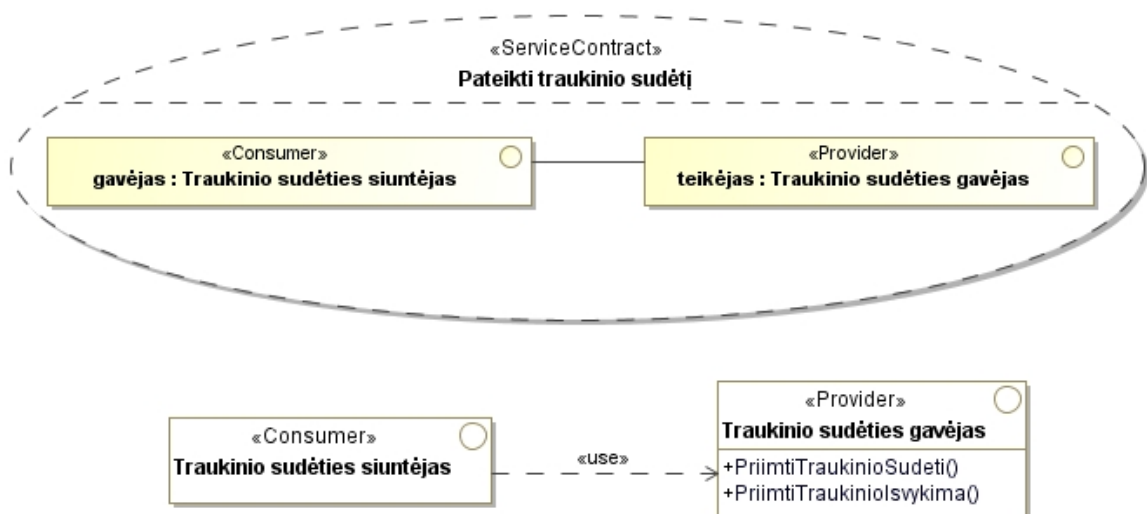 «ServiceContract»
Pateikti traukinio sudėtį
«Consumer»
gavėjas : Traukinio sudėties siuntėjas
«Provider»
teikėjas : Traukinio sudėties gavėjas
«Consumer»
Traukinio sudėties siuntėjas
«use»
«Provider»
Traukinio sudėties gavėjas
+PriimtiTraukinioSudeti()
+PriimtiTraukinioIsvykima()